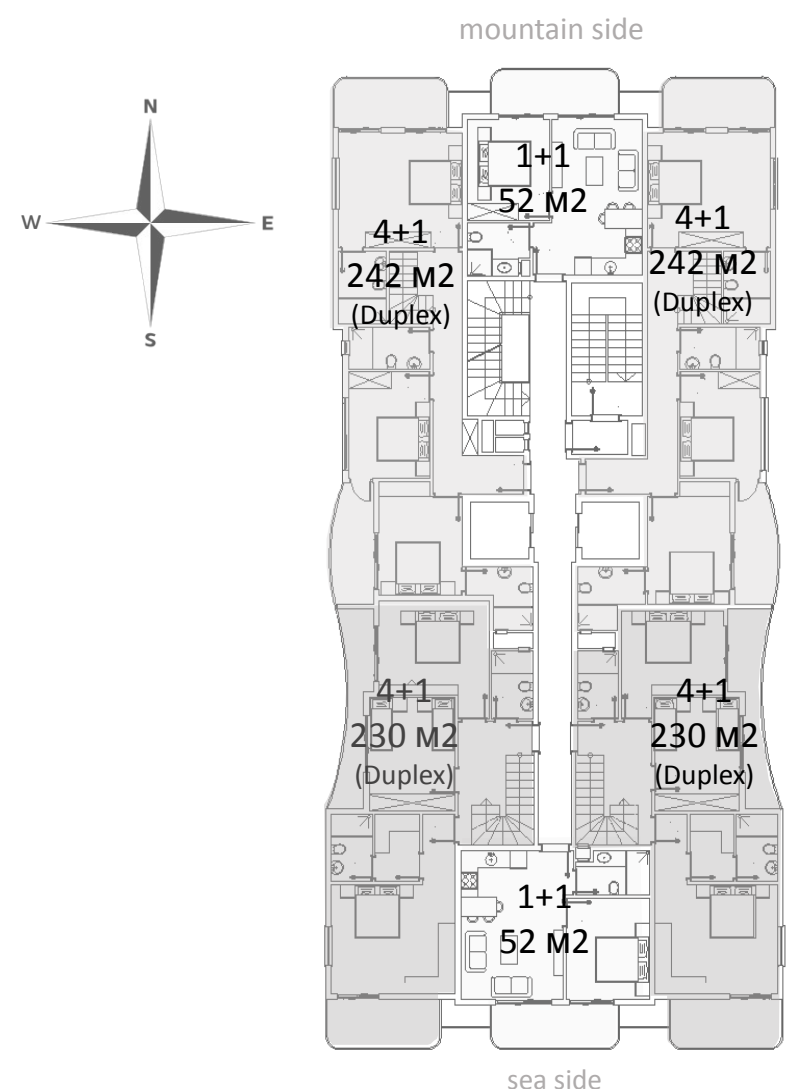 mountain side
N
W
E
S
1+1
52 м2
4+1
242 м2
(Duplex)
4+1
242 м2
(Duplex)
4+1
230 м2
(Duplex)
4+1
230 м2
(Duplex)
1+1
52 м2
sea side